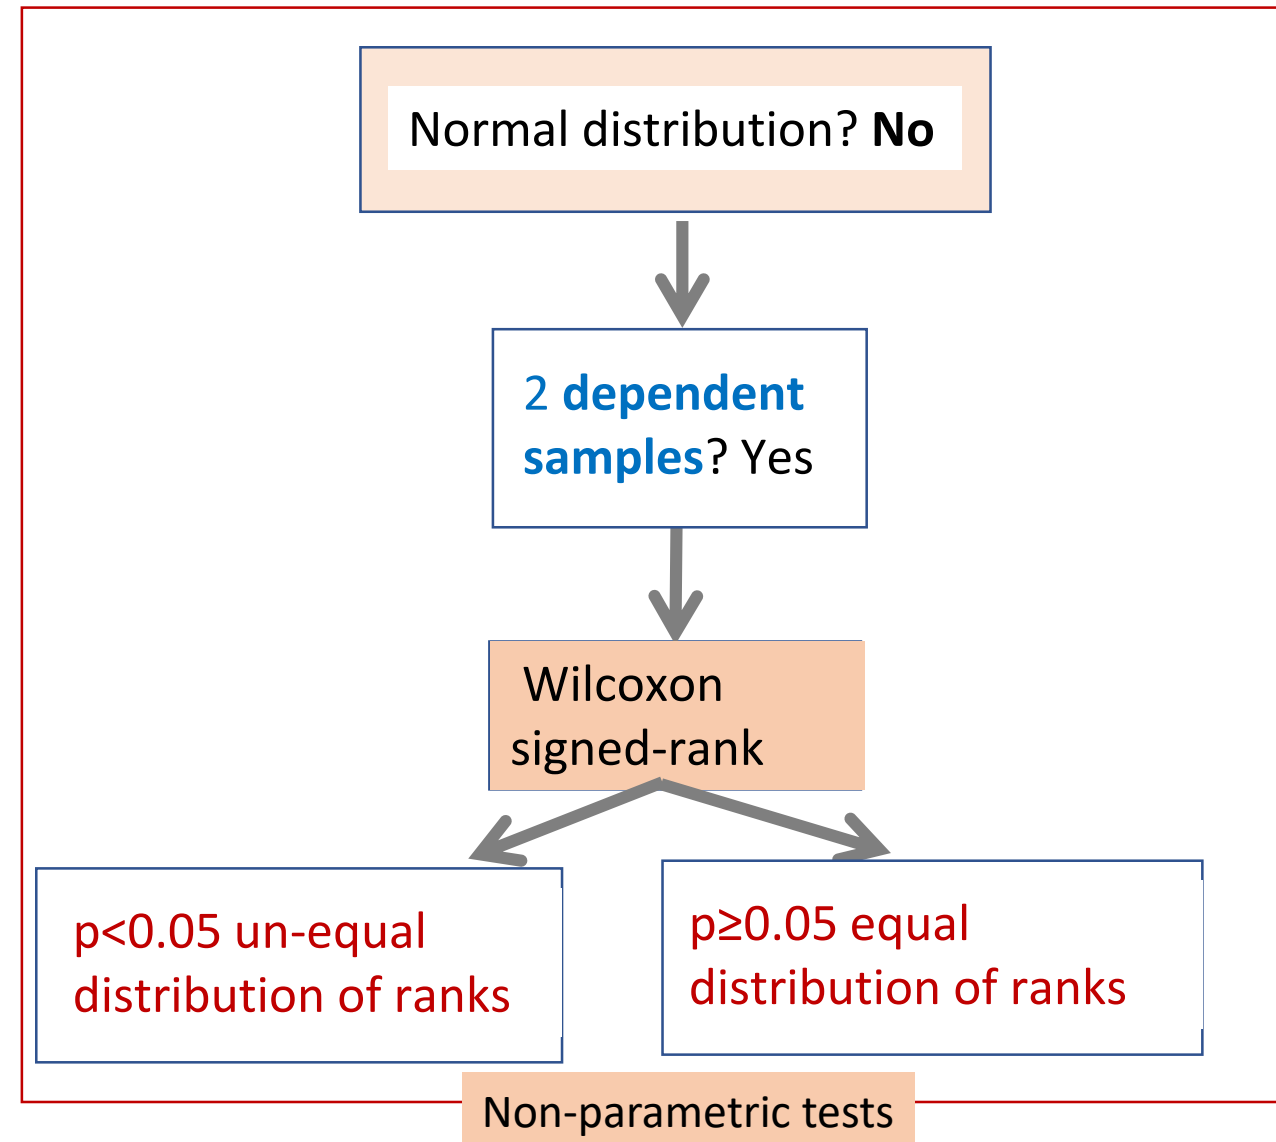 Normal distribution? No
2 dependent
samples? Yes
Wilcoxon
signed-rank
p<0.05 un-equal
distribution of ranks
p≥0.05 equal
distribution of ranks
Non-parametric tests